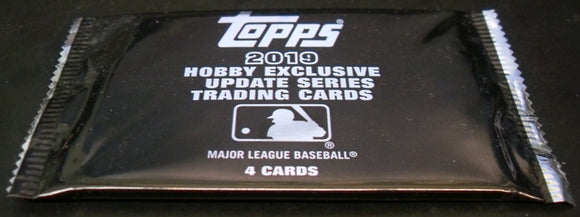 Topps
2019
HOBBY EXCLUSIVE
UPDATE SERIES
TRADING CARDS
®
MAJOR LEAGUE BASEBALL®
4 CARDS